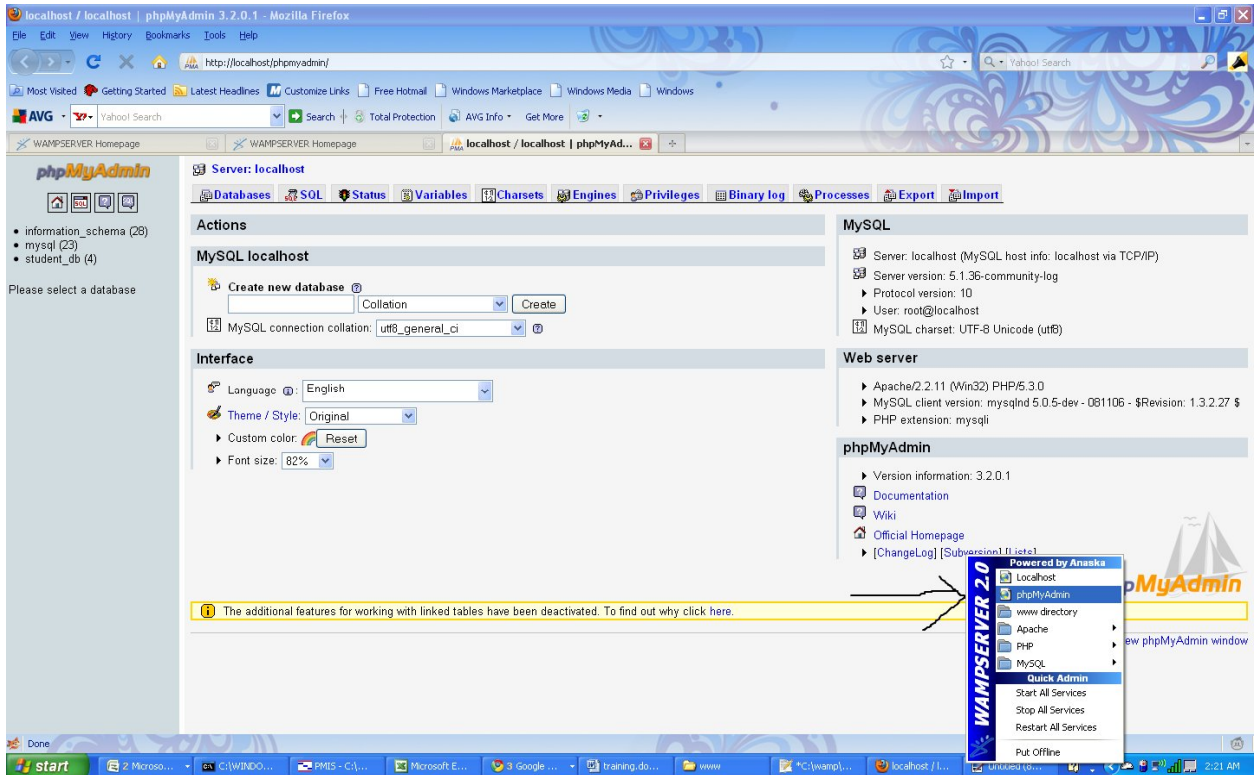 localhost / localhost | phpMyAdmin 3.2.0.1 - Mozilla Firefox
File Edit View History Bookmarks Tools Help
http://localhost/phpmyadmin/
Yahoo! Search
Most Visited Getting Started Latest Headlines Customize Links Free Hotmail Windows Marketplace Windows Media Windows
AVG Yahoo! Search Search Total Protection AVG Info Get More
WAMPSERVER Homepage WAMPSERVER Homepage localhost / localhost | phpMyAd...
phpMyAdmin
information_schema (28)
mysql (23)
student_db (4)
Please select a database
Server: localhost
Databases SQL Status Variables Charsets Engines Privileges Binary log Processes Export Import
Actions
MySQL localhost
Create new database
Collation Create
MySQL connection collation: utf8_general_ci
Interface
Language: English
Theme / Style: Original
Custom color: Reset
Font size: 82%
MySQL
Server: localhost (MySQL host info: localhost via TCP/IP)
Server version: 5.1.36-community-log
Protocol version: 10
User: root@localhost
MySQL charset: UTF-8 Unicode (utf8)
Web server
Apache/2.2.11 (Win32) PHP/5.3.0
MySQL client version: mysqlnd 5.0.5-dev - 081106 - $Revision: 1.3.2.27 $
PHP extension: mysqli
phpMyAdmin
Version information: 3.2.0.1
Documentation
Wiki
Official Homepage
[ChangeLog] [Subversion] [Lists]
pMyAdmin
The additional features for working with linked tables have been deactivated. To find out why click here.
ew phpMyAdmin window
WAMPSERVER 2.0
Powered by Anaska
Localhost
phpMyAdmin
www directory
Apache
PHP
MySQL
Quick Admin
Start All Services
Stop All Services
Restart All Services
Put Offline
Done
start 2 Microso... C:\WINDO... PMIS - C:\... Microsoft E... 3 Google ... training.do... www *C:\wamp\... localhost / l... 2:21 AM